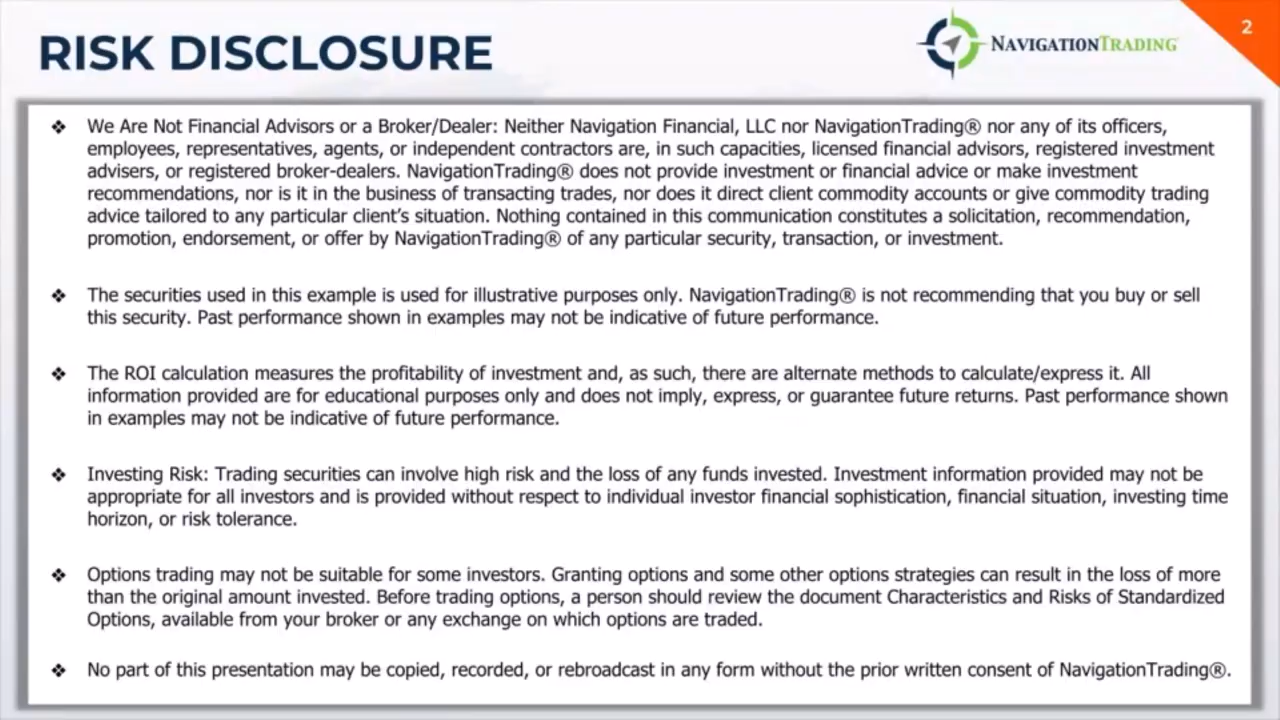 RISK DISCLOSURE
NAVIGATIONTRADING
2
❖ We Are Not Financial Advisors or a Broker/Dealer: Neither Navigation Financial, LLC nor NavigationTrading® nor any of its officers,
employees, representatives, agents, or independent contractors are, in such capacities, licensed financial advisors, registered investment
advisers, or registered broker-dealers. NavigationTrading® does not provide investment or financial advice or make investment
recommendations, nor is it in the business of transacting trades, nor does it direct client commodity accounts or give commodity trading
advice tailored to any particular client's situation. Nothing contained in this communication constitutes a solicitation, recommendation,
promotion, endorsement, or offer by NavigationTrading® of any particular security, transaction, or investment.
❖ The securities used in this example is used for illustrative purposes only. NavigationTrading® is not recommending that you buy or sell
this security. Past performance shown in examples may not be indicative of future performance.
❖ The ROI calculation measures the profitability of investment and, as such, there are alternate methods to calculate/express it. All
information provided are for educational purposes only and does not imply, express, or guarantee future returns. Past performance shown
in examples may not be indicative of future performance.
❖ Investing Risk: Trading securities can involve high risk and the loss of any funds invested. Investment information provided may not be
appropriate for all investors and is provided without respect to individual investor financial sophistication, financial situation, investing time
horizon, or risk tolerance.
❖ Options trading may not be suitable for some investors. Granting options and some other options strategies can result in the loss of more
than the original amount invested. Before trading options, a person should review the document Characteristics and Risks of Standardized
Options, available from your broker or any exchange on which options are traded.
❖ No part of this presentation may be copied, recorded, or rebroadcast in any form without the prior written consent of NavigationTrading®.